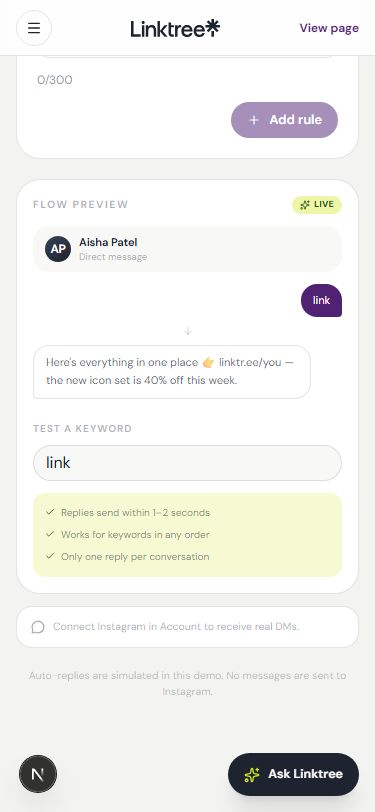 Linktree
View page
0/300
+ Add rule
FLOW PREVIEW
LIVE
AP
Aisha Patel
Direct message
link
↓
Here's everything in one place 👉 linktr.ee/you —
the new icon set is 40% off this week.
TEST A KEYWORD
link
✓ Replies send within 1–2 seconds
✓ Works for keywords in any order
✓ Only one reply per conversation
Connect Instagram in Account to receive real DMs.
Auto-replies are simulated in this demo. No messages are sent to
Instagram.
N
Ask Linktree